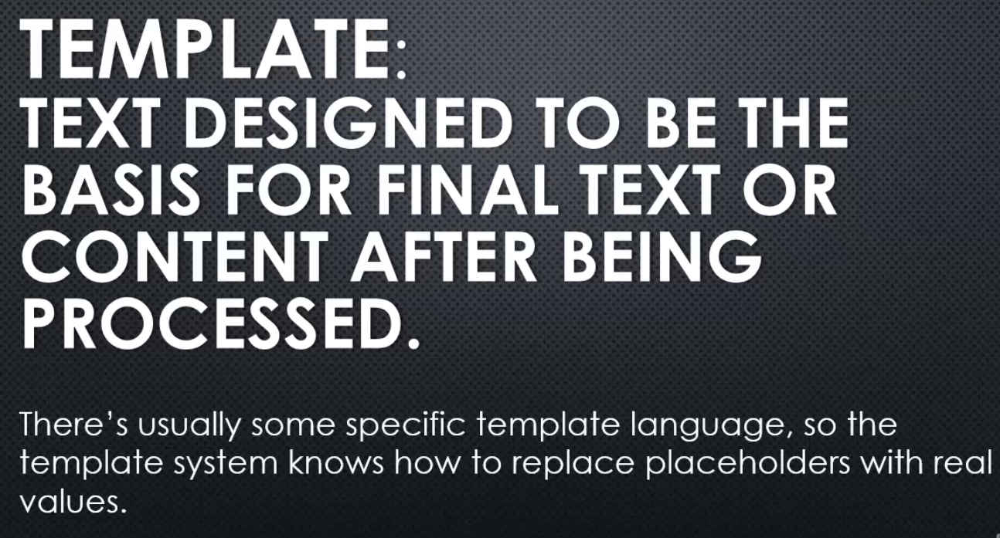 TEMPLATE:
TEXT DESIGNED TO BE THE
BASIS FOR FINAL TEXT OR
CONTENT AFTER BEING
PROCESSED.
There’s usually some specific template language, so the
template system knows how to replace placeholders with real
values.